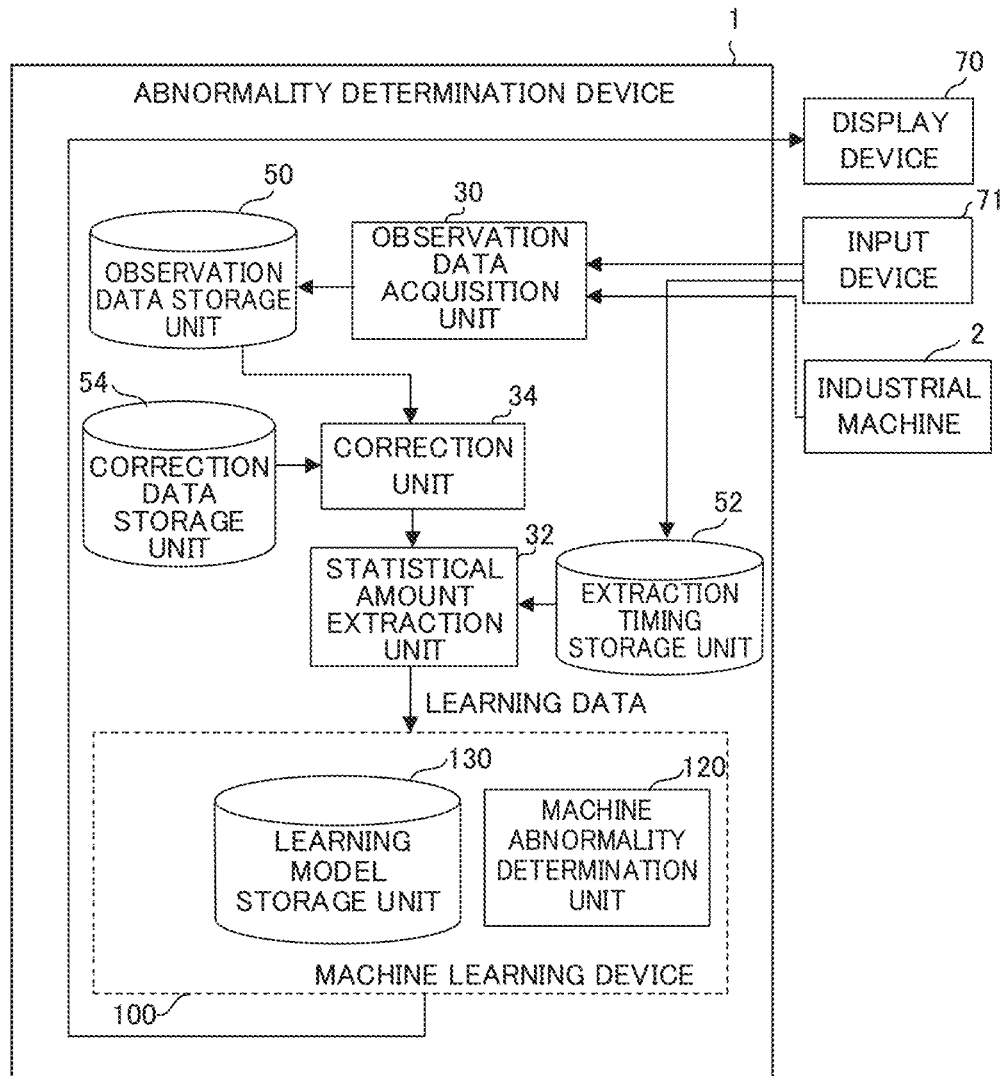 1
ABNORMALITY DETERMINATION DEVICE
70
DISPLAY
DEVICE
50
OBSERVATION
DATA STORAGE
UNIT
30
OBSERVATION
DATA
ACQUISITION
UNIT
71
INPUT
DEVICE
2
INDUSTRIAL
MACHINE
54
CORRECTION
DATA
STORAGE
UNIT
34
CORRECTION
UNIT
32
STATISTICAL
AMOUNT
EXTRACTION
UNIT
52
EXTRACTION
TIMING
STORAGE UNIT
LEARNING DATA
130
LEARNING
MODEL
STORAGE UNIT
120
MACHINE
ABNORMALITY
DETERMINATION
UNIT
MACHINE LEARNING DEVICE
100